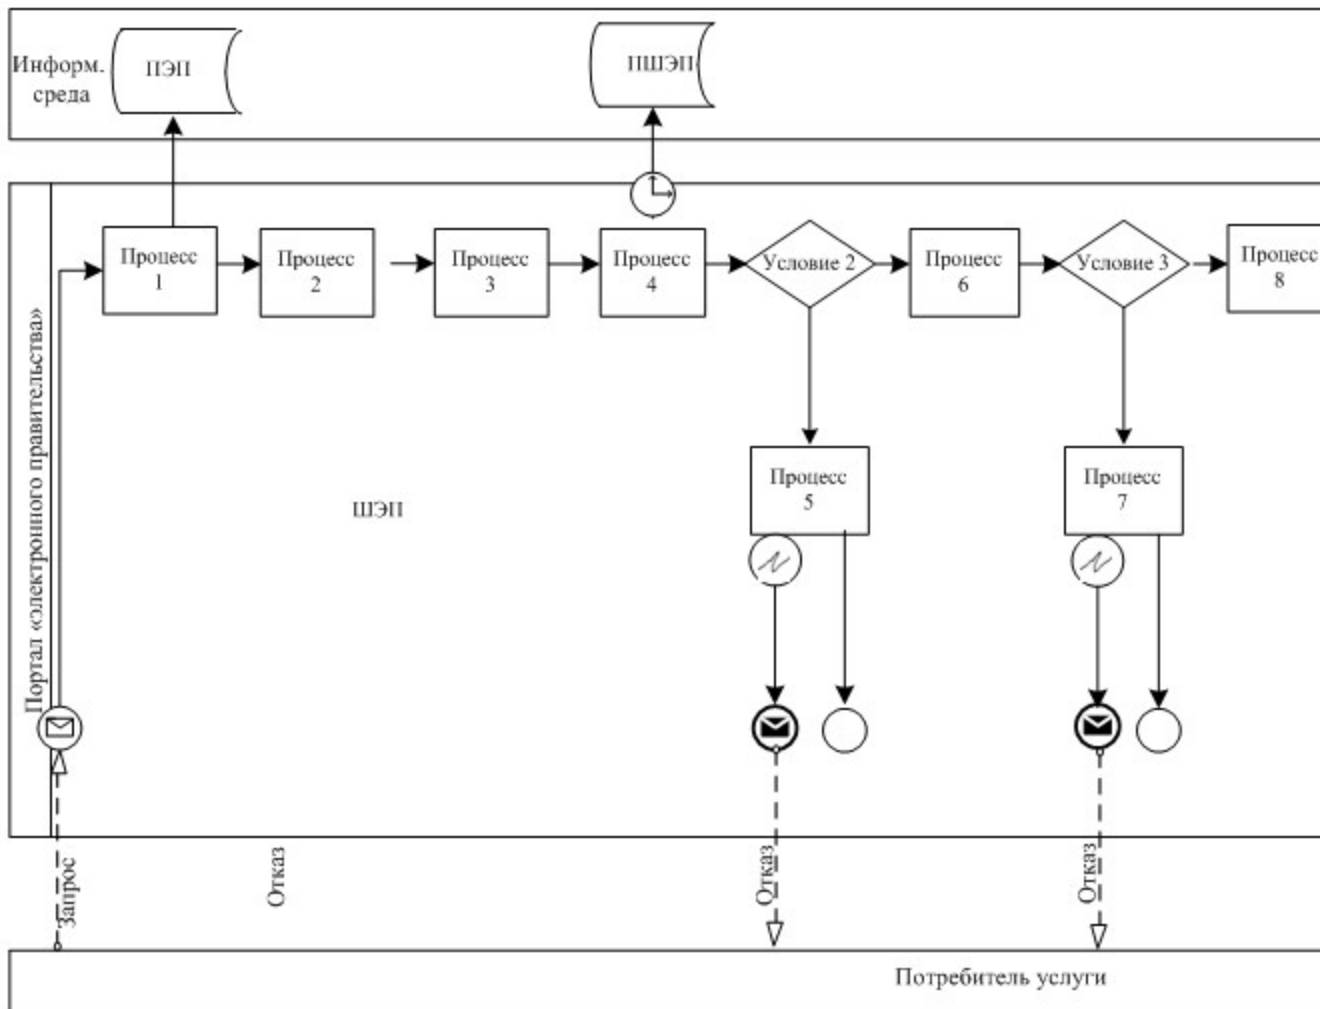 Информ.
среда
ПЭП
ПШЭП
Портал «электронного правительства»
Процесс
1
Процесс
2
Процесс
3
Процесс
4
Условие 2
Процесс
6
Условие 3
Процесс
8
Процесс
5
Процесс
7
ШЭП
Запрос
Отказ
Отказ
Отказ
Потребитель услуги